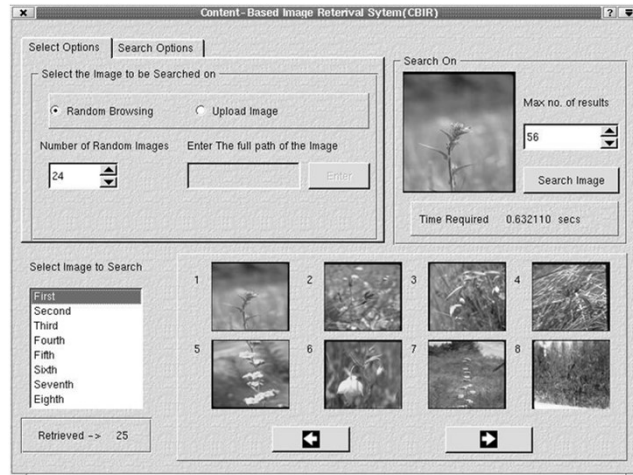 Content-Based Image Reterival Sytem(CBIR)
Select Options
Search Options
Select the Image to be Searched on
Random Browsing
Upload Image
Number of Random Images
Enter The full path of the Image
24
Enter
Search On
Max no. of results
56
Search Image
Time Required 0.632110 secs
Select Image to Search
First
Second
Third
Fourth
Fifth
Sixth
Seventh
Eighth
Retrieved -> 25
1 2 3 4
5 6 7 8